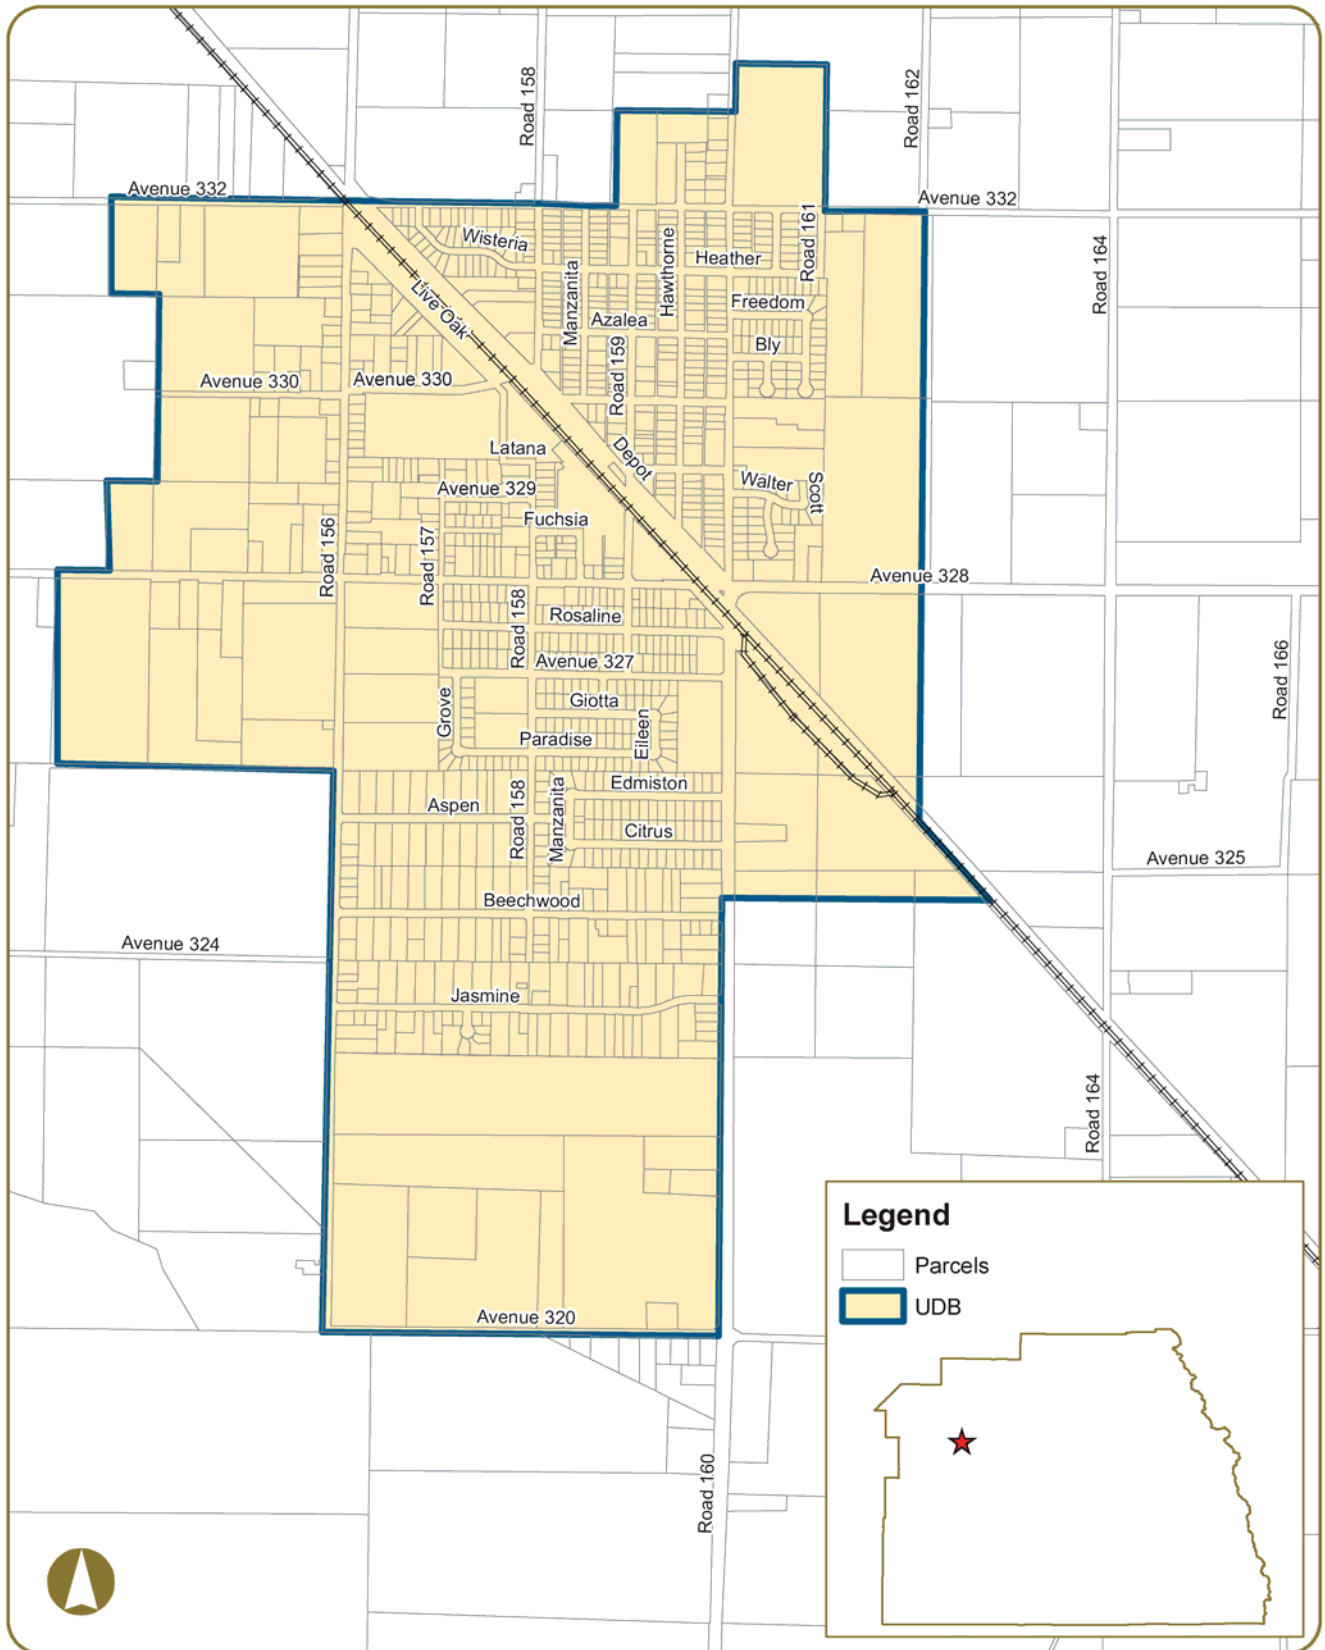 Road 158
Road 162
Avenue 332
Avenue 332
Road 161
Wisteria
Hawthorne
Heather
Road 164
Manzanita
Live Oak
Freedom
Azalea
Bly
Road 159
Avenue 330
Avenue 330
Latana
Depot
Walter
Scott
Avenue 329
Fuchsia
Road 156
Road 157
Avenue 328
Road 158
Rosaline
Avenue 327
Road 166
Grove
Giotta
Eileen
Paradise
Edmiston
Aspen
Road 158
Manzanita
Citrus
Avenue 325
Beechwood
Avenue 324
Jasmine
Road 164
Avenue 320
Road 160
Legend
Parcels
UDB